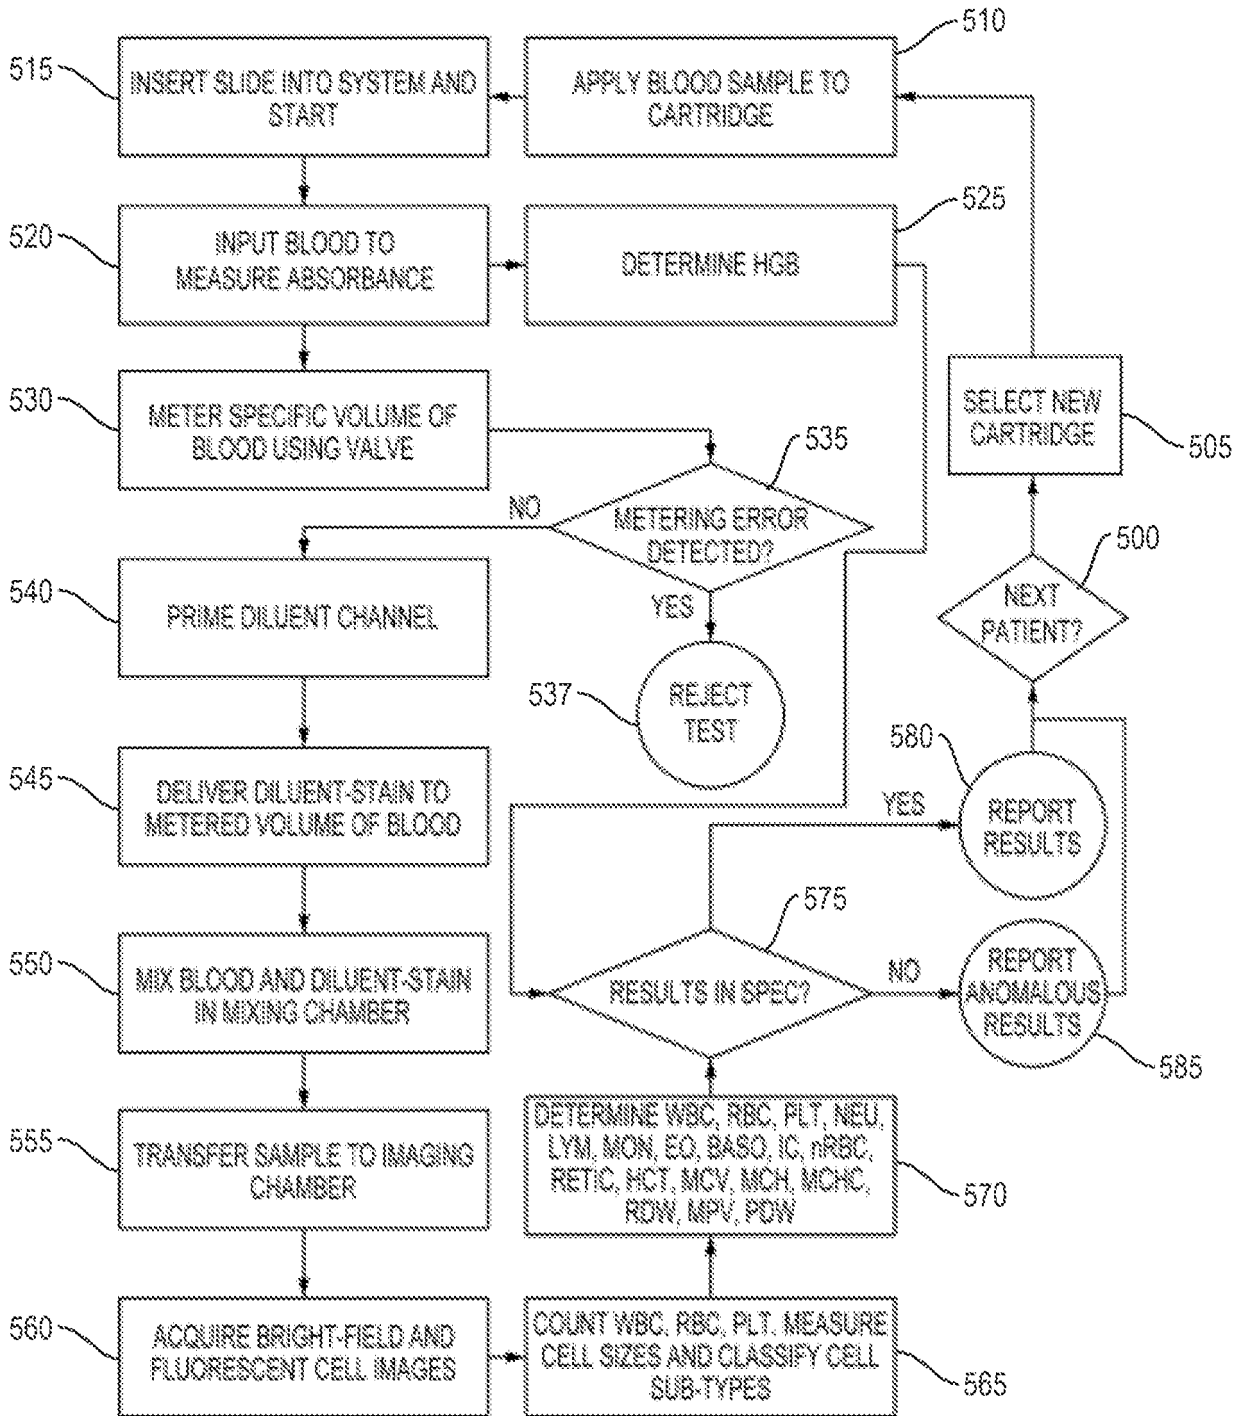 510
515
INSERT SLIDE INTO SYSTEM AND
START
APPLY BLOOD SAMPLE TO
CARTRIDGE
525
520
INPUT BLOOD TO
MEASURE ABSORBANCE
DETERMINE HGB
530
METER SPECIFIC VOLUME OF
BLOOD USING VALVE
SELECT NEW
CARTRIDGE
505
535
NO
METERING ERROR
DETECTED?
YES
500
NEXT
PATIENT?
540
PRIME DILUENT CHANNEL
537
REJECT
TEST
580
545
DELIVER DILUENT-STAIN TO
METERED VOLUME OF BLOOD
YES
REPORT
RESULTS
575
550
MIX BLOOD AND DILUENT-STAIN
IN MIXING CHAMBER
RESULTS IN SPEC?
NO
REPORT
ANOMALOUS
RESULTS
585
555
TRANSFER SAMPLE TO IMAGING
CHAMBER
DETERMINE WBC, RBC, PLT, NEU,
LYM, MON, EO, BASO, IC, nRBC,
RETIC, HCT, MCV, MCH, MCHC,
RDW, MPV, PDW
570
560
ACQUIRE BRIGHT-FIELD AND
FLUORESCENT CELL IMAGES
COUNT WBC, RBC, PLT. MEASURE
CELL SIZES AND CLASSIFY CELL
SUB-TYPES
565